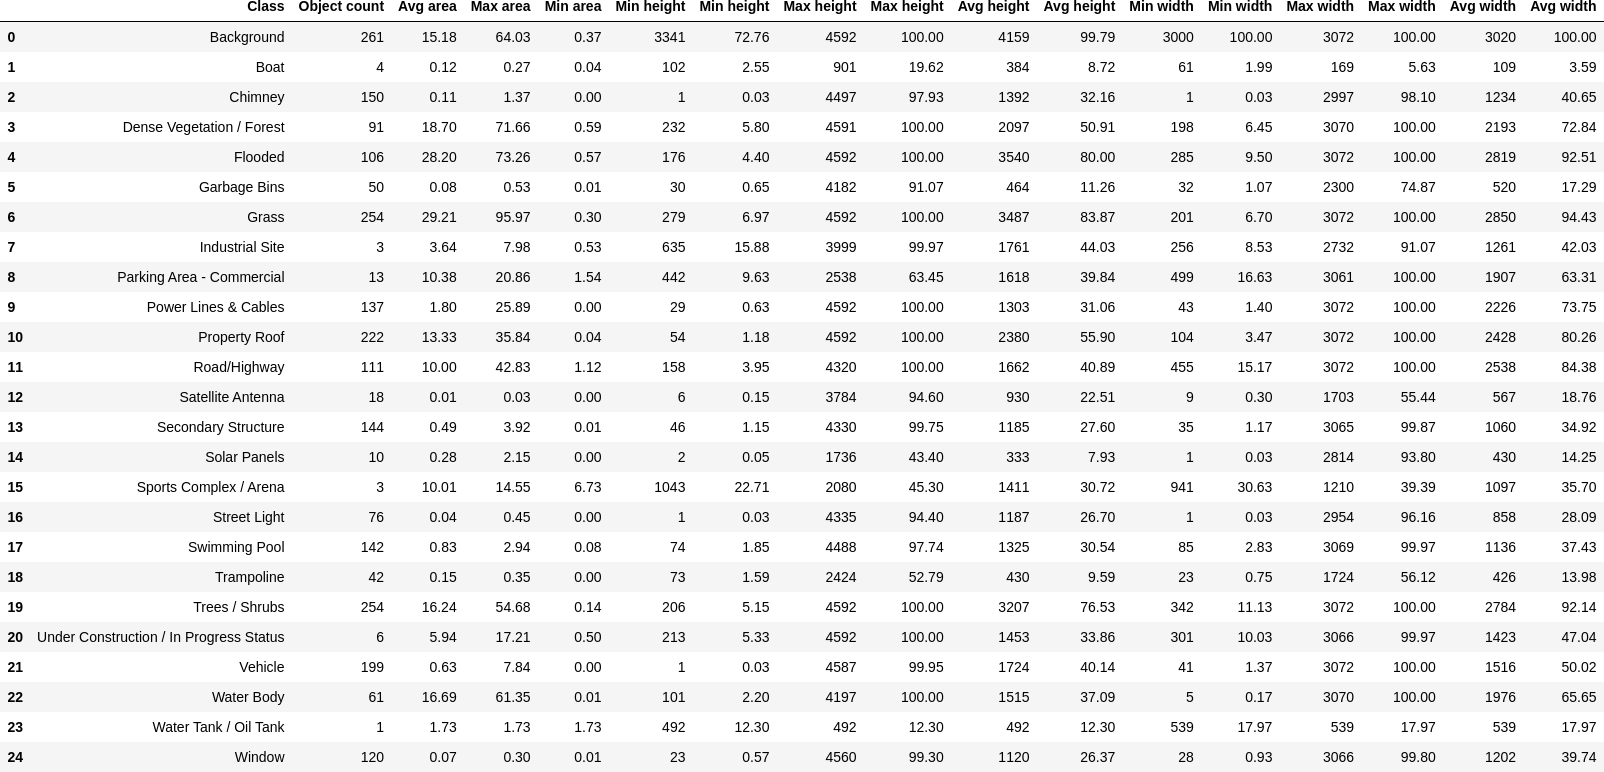 Class Object count Avg area Max area Min area Min height Min height Max height Max height Avg height Avg height Min width Min width Max width Max width Avg width Avg width
0 Background 261 15.18 64.03 0.37 3341 72.76 4592 100.00 4159 99.79 3000 100.00 3072 100.00 3020 100.00
1 Boat 4 0.12 0.27 0.04 102 2.55 901 19.62 384 8.72 61 1.99 169 5.63 109 3.59
2 Chimney 150 0.11 1.37 0.00 1 0.03 4497 97.93 1392 32.16 1 0.03 2997 98.10 1234 40.65
3 Dense Vegetation / Forest 91 18.70 71.66 0.59 232 5.80 4591 100.00 2097 50.91 198 6.45 3070 100.00 2193 72.84
4 Flooded 106 28.20 73.26 0.57 176 4.40 4592 100.00 3540 80.00 285 9.50 3072 100.00 2819 92.51
5 Garbage Bins 50 0.08 0.53 0.01 30 0.65 4182 91.07 464 11.26 32 1.07 2300 74.87 520 17.29
6 Grass 254 29.21 95.97 0.30 279 6.97 4592 100.00 3487 83.87 201 6.70 3072 100.00 2850 94.43
7 Industrial Site 3 3.64 7.98 0.53 635 15.88 3999 99.97 1761 44.03 256 8.53 2732 91.07 1261 42.03
8 Parking Area - Commercial 13 10.38 20.86 1.54 442 9.63 2538 63.45 1618 39.84 499 16.63 3061 100.00 1907 63.31
9 Power Lines & Cables 137 1.80 25.89 0.00 29 0.63 4592 100.00 1303 31.06 43 1.40 3072 100.00 2226 73.75
10 Property Roof 222 13.33 35.84 0.04 54 1.18 4592 100.00 2380 55.90 104 3.47 3072 100.00 2428 80.26
11 Road/Highway 111 10.00 42.83 1.12 158 3.95 4320 100.00 1662 40.89 455 15.17 3072 100.00 2538 84.38
12 Satellite Antenna 18 0.01 0.03 0.00 6 0.15 3784 94.60 930 22.51 9 0.30 1703 55.44 567 18.76
13 Secondary Structure 144 0.49 3.92 0.01 46 1.15 4330 99.75 1185 27.60 35 1.17 3065 99.87 1060 34.92
14 Solar Panels 10 0.28 2.15 0.00 2 0.05 1736 43.40 333 7.93 1 0.03 2814 93.80 430 14.25
15 Sports Complex / Arena 3 10.01 14.55 6.73 1043 22.71 2080 45.30 1411 30.72 941 30.63 1210 39.39 1097 35.70
16 Street Light 76 0.04 0.45 0.00 1 0.03 4335 94.40 1187 26.70 1 0.03 2954 96.16 858 28.09
17 Swimming Pool 142 0.83 2.94 0.08 74 1.85 4488 97.74 1325 30.54 85 2.83 3069 99.97 1136 37.43
18 Trampoline 42 0.15 0.35 0.00 73 1.59 2424 52.79 430 9.59 23 0.75 1724 56.12 426 13.98
19 Trees / Shrubs 254 16.24 54.68 0.14 206 5.15 4592 100.00 3207 76.53 342 11.13 3072 100.00 2784 92.14
20 Under Construction / In Progress Status 6 5.94 17.21 0.50 213 5.33 4592 100.00 1453 33.86 301 10.03 3066 99.97 1423 47.04
21 Vehicle 199 0.63 7.84 0.00 1 0.03 4587 99.95 1724 40.14 41 1.37 3072 100.00 1516 50.02
22 Water Body 61 16.69 61.35 0.01 101 2.20 4197 100.00 1515 37.09 5 0.17 3070 100.00 1976 65.65
23 Water Tank / Oil Tank 1 1.73 1.73 1.73 492 12.30 492 12.30 492 12.30 539 17.97 539 17.97 539 17.97
24 Window 120 0.07 0.30 0.01 23 0.57 4560 99.30 1120 26.37 28 0.93 3066 99.80 1202 39.74